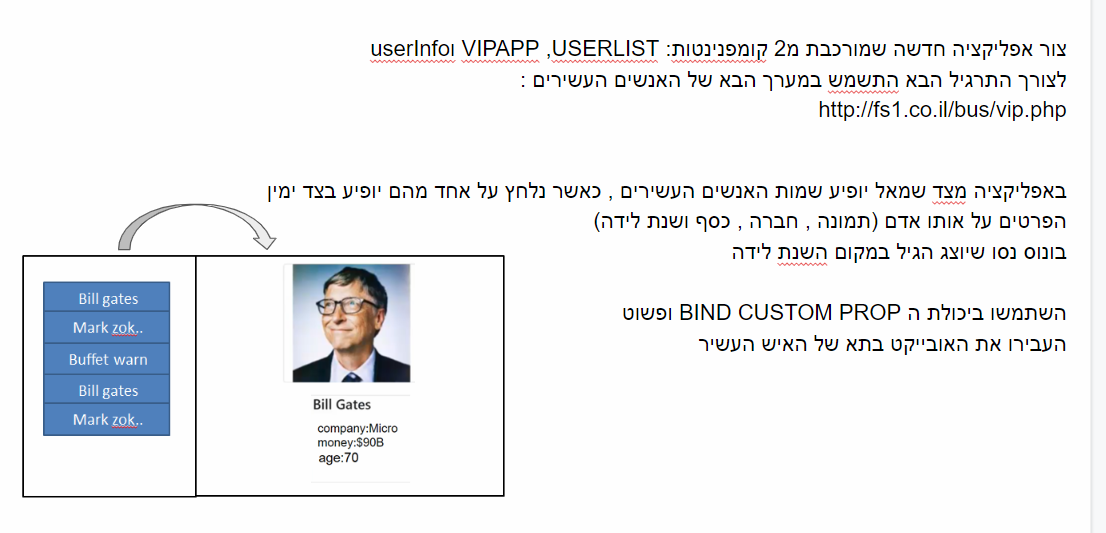 צור אפליקציה חדשה שמורכבת מ2 קומפנינטות: VIPAPP ,USERLIST וuserInfo
לצורך התרגיל הבא התשמש במערך הבא של האנשים העשירים :
http://fs1.co.il/bus/vip.php
באפליקציה מצד שמאל יופיע שמות האנשים העשירים , כאשר נלחץ על אחד מהם יופיע בצד ימין
הפרטים על אותו אדם (תמונה , חברה , כסף ושנת לידה)
בונוס נסו שיוצג הגיל במקום השנת לידה
השתמשו ביכולת ה BIND CUSTOM PROP ופשוט
העבירו את האובייקט בתא של האיש העשיר
Bill gates
Mark zok..
Buffet warn
Bill gates
Mark zok..
Bill Gates
company:Micro
money:$90B
age:70